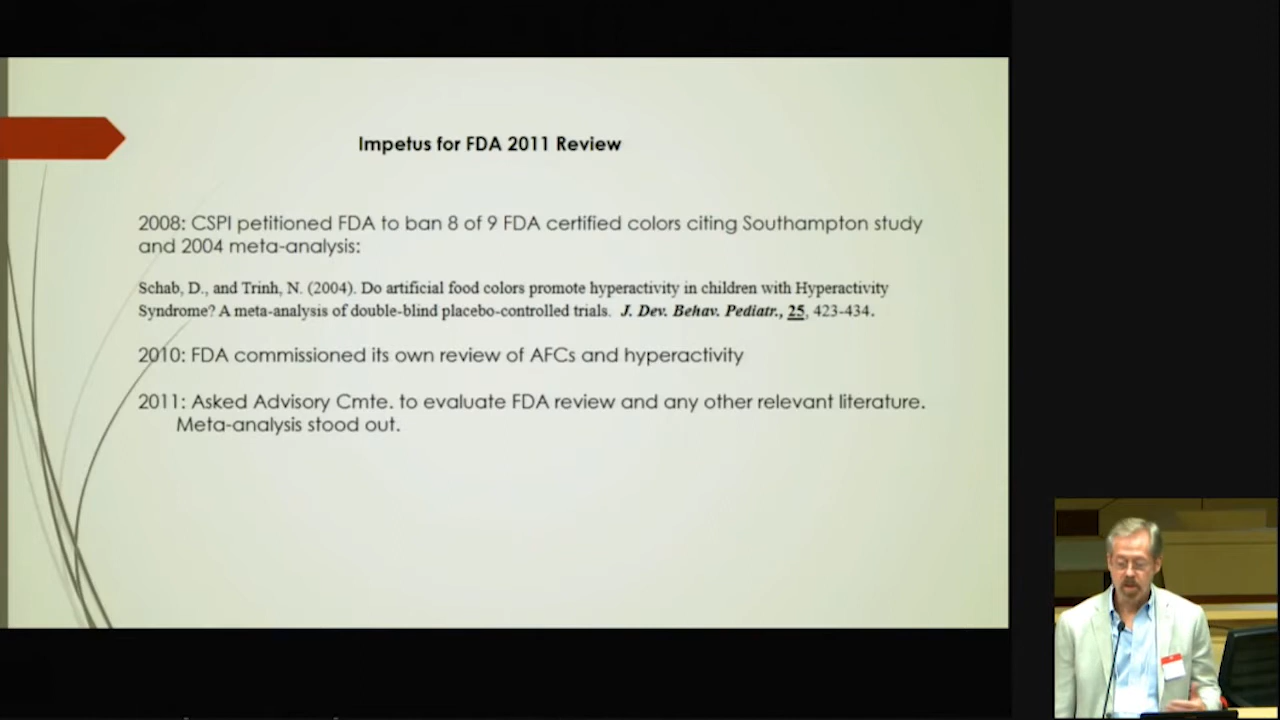 Impetus for FDA 2011 Review
2008: CSPI petitioned FDA to ban 8 of 9 FDA certified colors citing Southampton study
and 2004 meta-analysis:
Schab, D., and Trinh, N. (2004). Do artificial food colors promote hyperactivity in children with Hyperactivity
Syndrome? A meta-analysis of double-blind placebo-controlled trials. J. Dev. Behav. Pediatr., 25, 423-434.
2010: FDA commissioned its own review of AFCs and hyperactivity
2011: Asked Advisory Cmte. to evaluate FDA review and any other relevant literature.
Meta-analysis stood out.